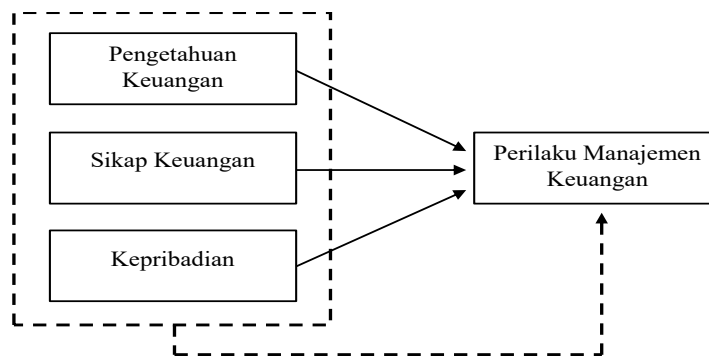 Pengetahuan
Keuangan
Sikap Keuangan
Kepribadian
Perilaku Manajemen
Keuangan